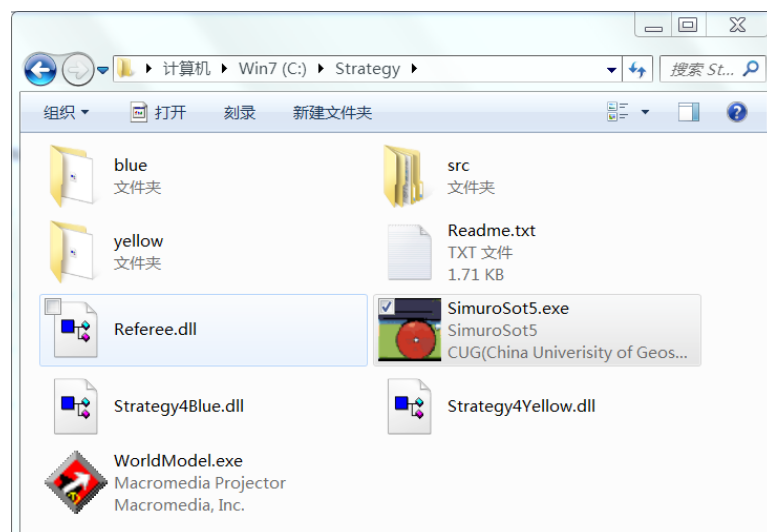 计算机 Win7 (C:) Strategy
搜索 St...
组织 打开 刻录 新建文件夹
blue
文件夹
src
文件夹
yellow
文件夹
Readme.txt
TXT 文件
1.71 KB
Referee.dll
SimuroSot5.exe
SimuroSot5
CUG(China Univerisity of Geos...
Strategy4Blue.dll
Strategy4Yellow.dll
WorldModel.exe
Macromedia Projector
Macromedia, Inc.